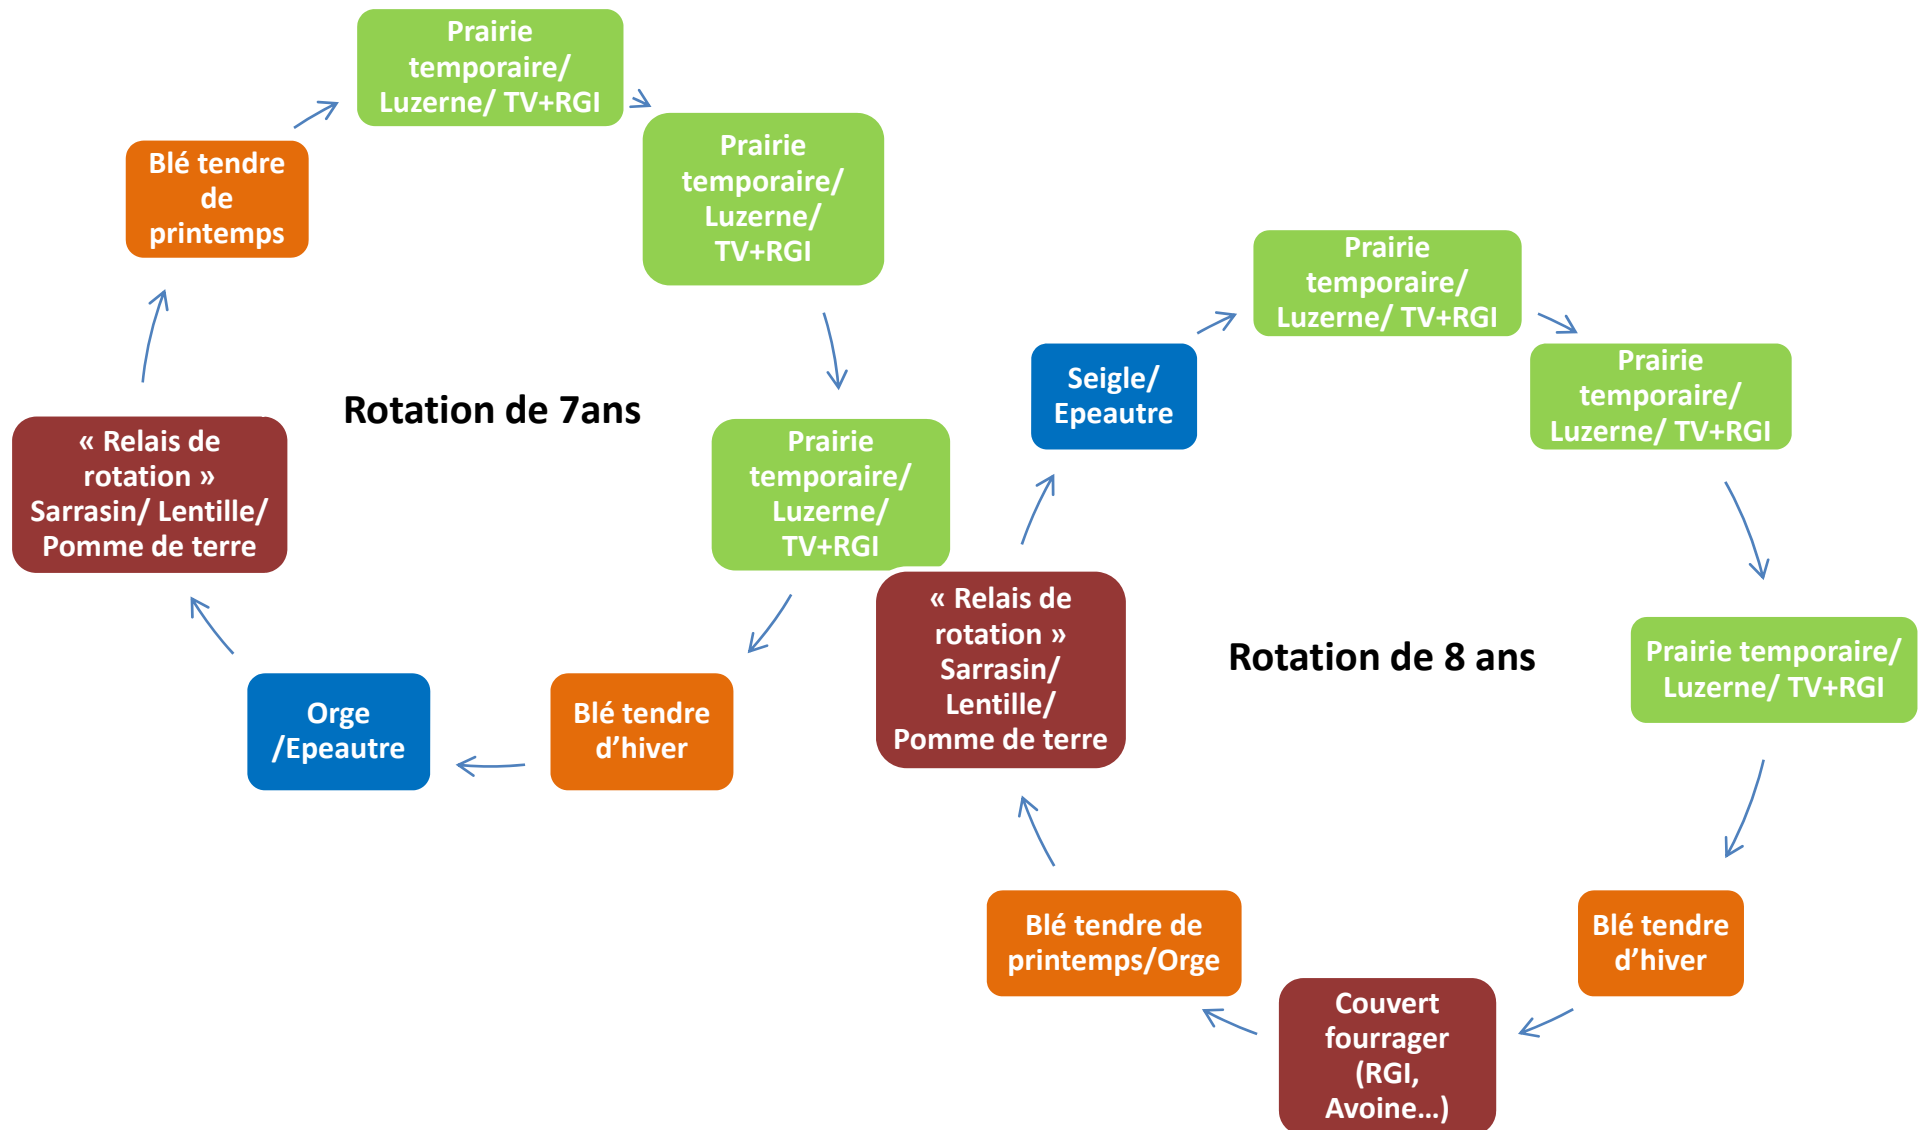 Prairie
temporaire/
Luzerne/ TV+RGI
Prairie
temporaire/
Luzerne/
TV+RGI
Prairie
temporaire/
Luzerne/
TV+RGI
Blé tendre
d’hiver
Orge
/Epeautre
« Relais de
rotation »
Sarrasin/ Lentille/
Pomme de terre
Blé tendre
de
printemps
Rotation de 7ans
Prairie
temporaire/
Luzerne/ TV+RGI
Prairie
temporaire/
Luzerne/ TV+RGI
Prairie temporaire/
Luzerne/ TV+RGI
Blé tendre
d’hiver
Couvert
fourrager
(RGI,
Avoine…)
Blé tendre de
printemps/Orge
« Relais de
rotation »
Sarrasin/
Lentille/
Pomme de terre
Seigle/
Epeautre
Rotation de 8 ans